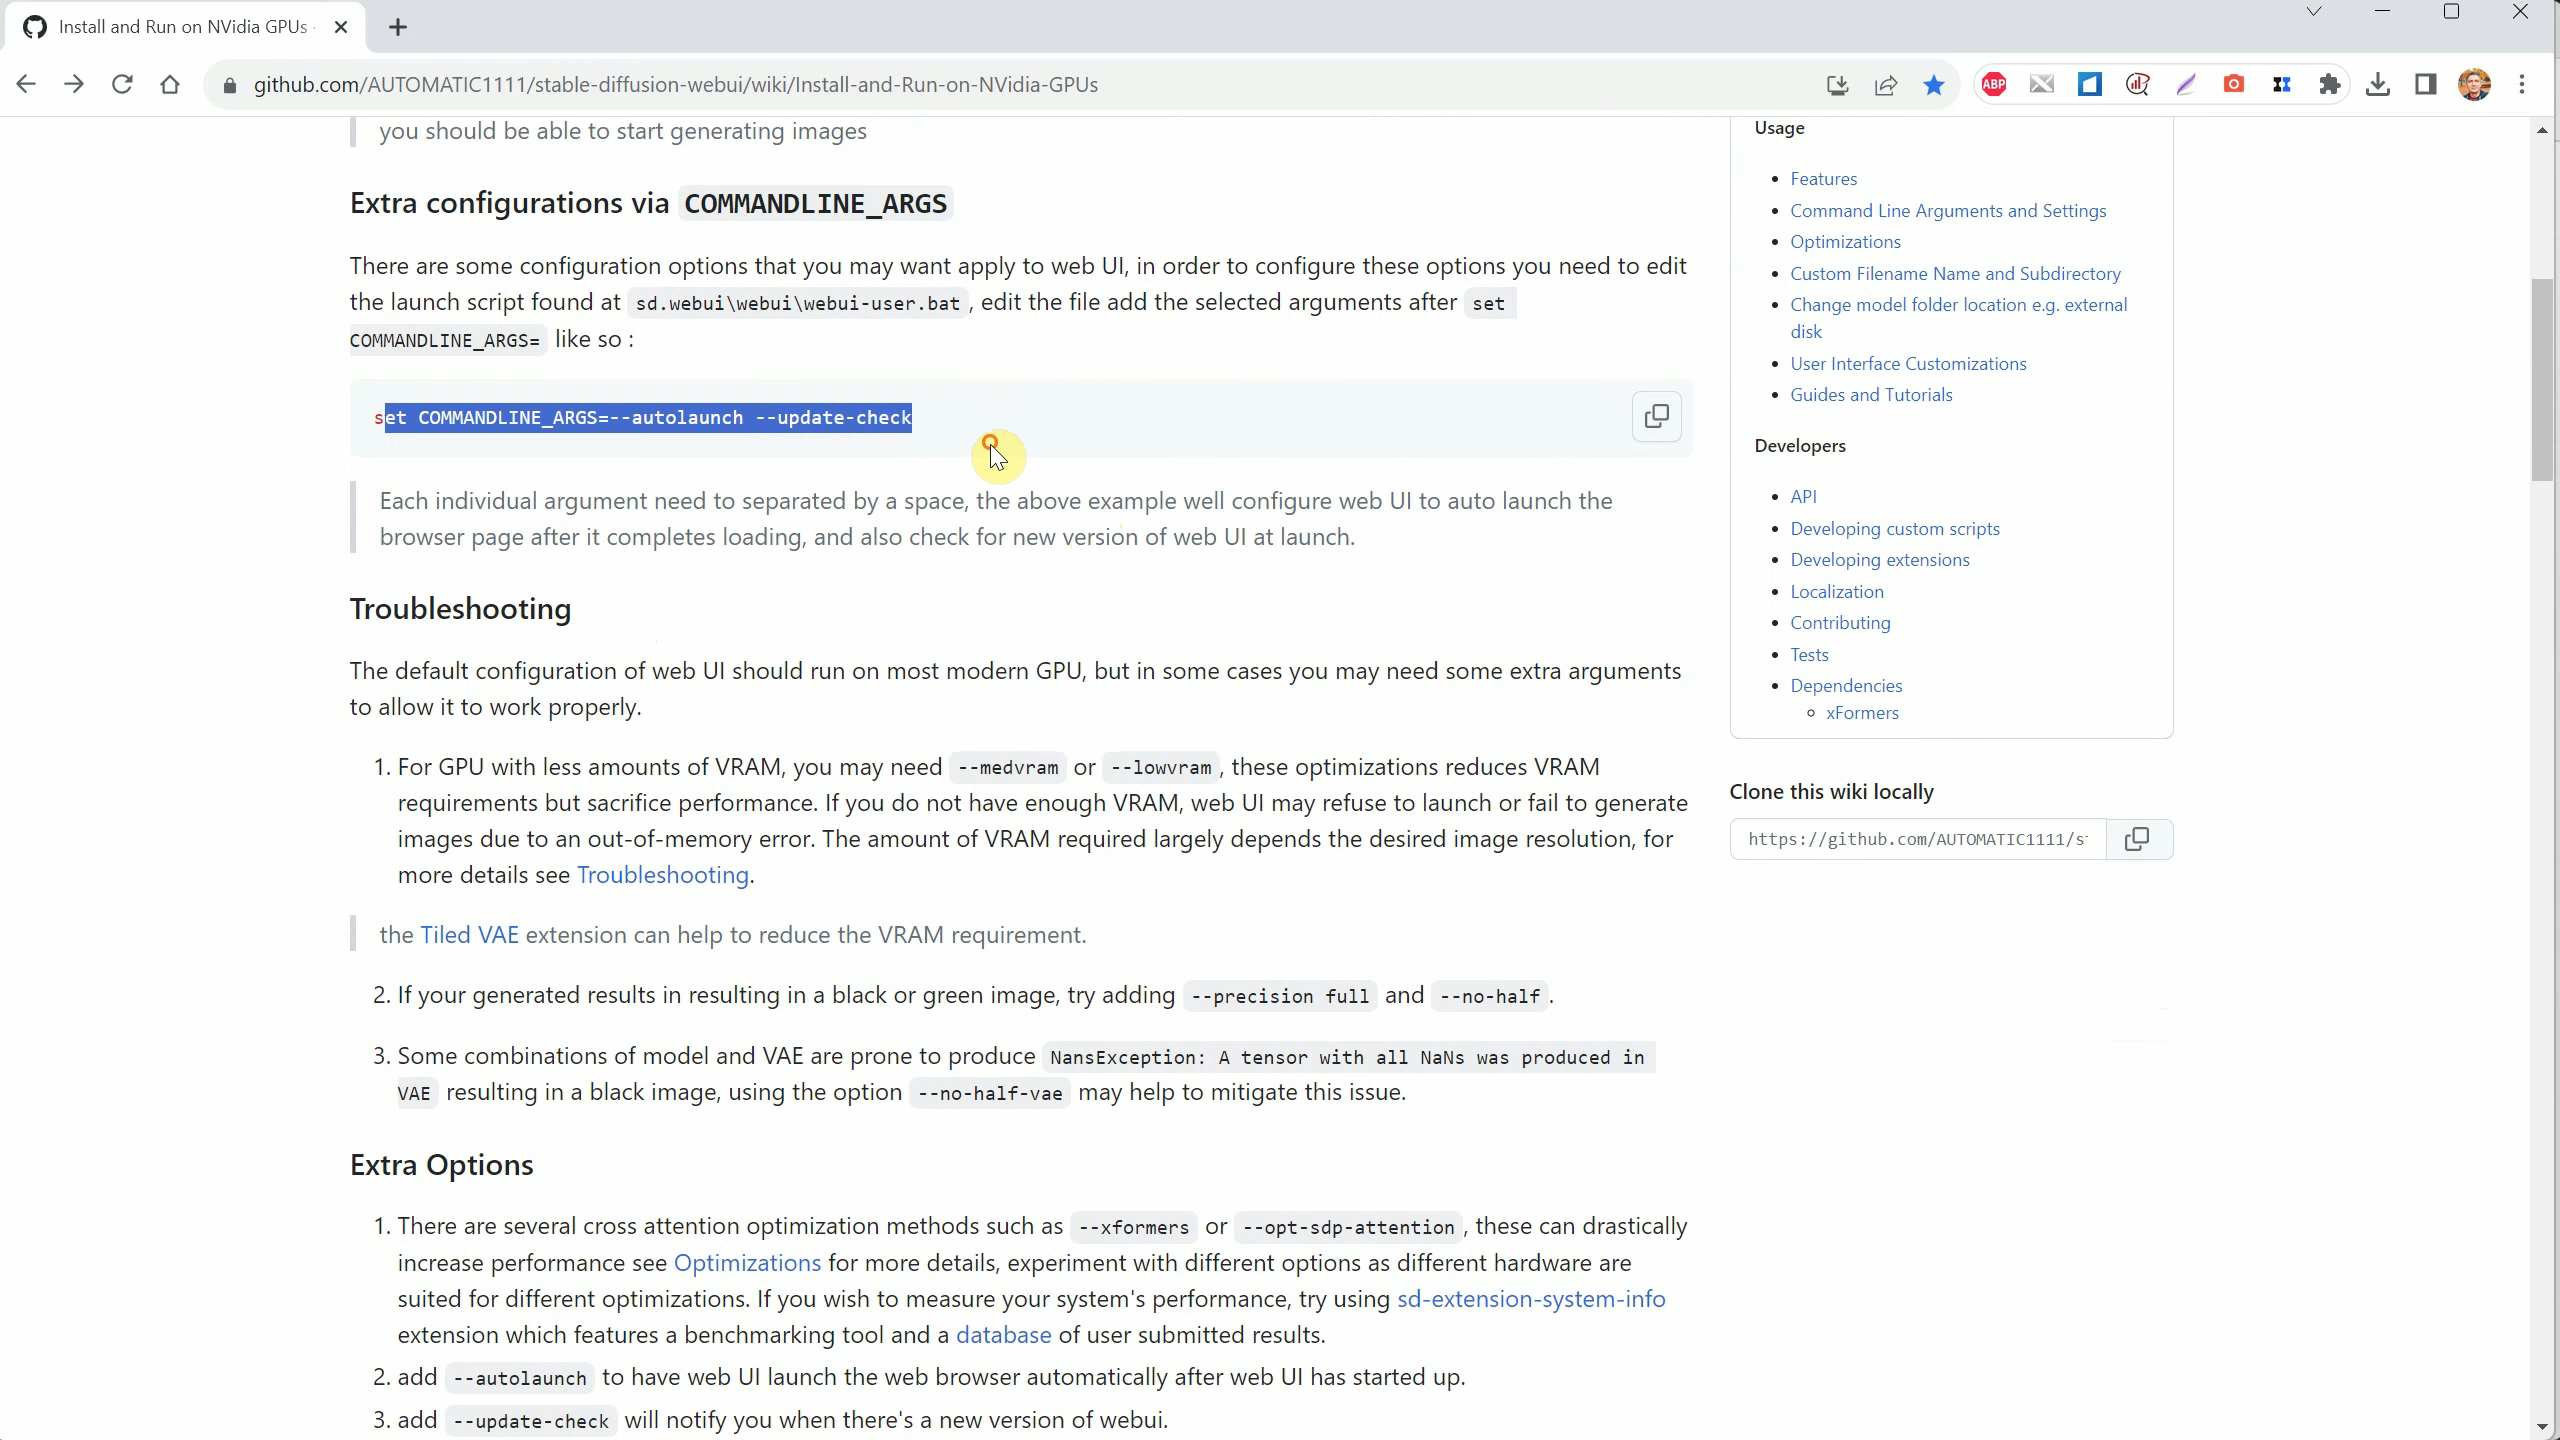 Install and Run on NVidia GPUs
github.com/AUTOMATIC1111/stable-diffusion-webui/wiki/Install-and-Run-on-NVidia-GPUs
ABP
you should be able to start generating images
Extra configurations via COMMANDLINE_ARGS
There are some configuration options that you may want apply to web UI, in order to configure these options you need to edit
the launch script found at sd.webui\webui\webui-user.bat , edit the file add the selected arguments after set
COMMANDLINE_ARGS= like so :
set COMMANDLINE_ARGS=--autolaunch --update-check
Each individual argument need to separated by a space, the above example well configure web UI to auto launch the
browser page after it completes loading, and also check for new version of web UI at launch.
Troubleshooting
The default configuration of web UI should run on most modern GPU, but in some cases you may need some extra arguments
to allow it to work properly.
1. For GPU with less amounts of VRAM, you may need --medvram or --lowvram , these optimizations reduces VRAM
requirements but sacrifice performance. If you do not have enough VRAM, web UI may refuse to launch or fail to generate
images due to an out-of-memory error. The amount of VRAM required largely depends the desired image resolution, for
more details see Troubleshooting.
the Tiled VAE extension can help to reduce the VRAM requirement.
2. If your generated results in resulting in a black or green image, try adding --precision full and --no-half .
3. Some combinations of model and VAE are prone to produce NansException: A tensor with all NaNs was produced in
VAE resulting in a black image, using the option --no-half-vae may help to mitigate this issue.
Extra Options
1. There are several cross attention optimization methods such as --xformers or --opt-sdp-attention , these can drastically
increase performance see Optimizations for more details, experiment with different options as different hardware are
suited for different optimizations. If you wish to measure your system's performance, try using sd-extension-system-info
extension which features a benchmarking tool and a database of user submitted results.
2. add --autolaunch to have web UI launch the web browser automatically after web UI has started up.
3. add --update-check will notify you when there's a new version of webui.
Usage
Features
Command Line Arguments and Settings
Optimizations
Custom Filename Name and Subdirectory
Change model folder location e.g. external
disk
User Interface Customizations
Guides and Tutorials
Developers
API
Developing custom scripts
Developing extensions
Localization
Contributing
Tests
Dependencies
xFormers
Clone this wiki locally
https://github.com/AUTOMATIC1111/s